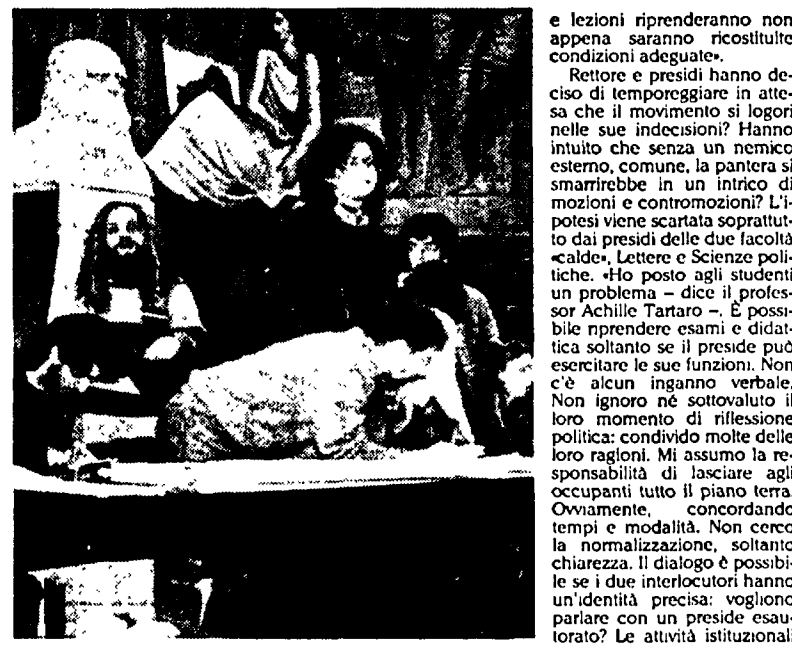 e lezioni riprenderanno non
appena saranno ricostituite
condizioni adeguate».
Rettore e presidi hanno de-
ciso di temporeggiare in atte-
sa che il movimento si logori
nelle sue indecisioni? Hanno
intuito che senza un nemico
esterno, comune, la pantera si
smarrirebbe in un intrico di
mozioni e contromozioni? L'i-
potesi viene scartata soprattut-
to dai presidi delle due facoltà
«calde», Lettere e Scienze poli-
tiche. «Ho posto agli studenti
un problema – dice il profes-
sor Achille Tartaro –. È possi-
bile riprendere esami e didat-
tica soltanto se il preside può
esercitare le sue funzioni. Non
c'è alcun inganno verbale.
Non ignoro né sottovaluto il
loro momento di riflessione
politica: condivido molte delle
loro ragioni. Mi assumo la re-
sponsabilità di lasciare agli
occupanti tutto il piano terra.
Ovviamente, concordando
tempi e modalità. Non cerco
la normalizzazione, soltanto
chiarezza. Il dialogo è possibi-
le se i due interlocutori hanno
un'identità precisa: vogliono
parlare con un preside esau-
torato? Le attività istituzionali